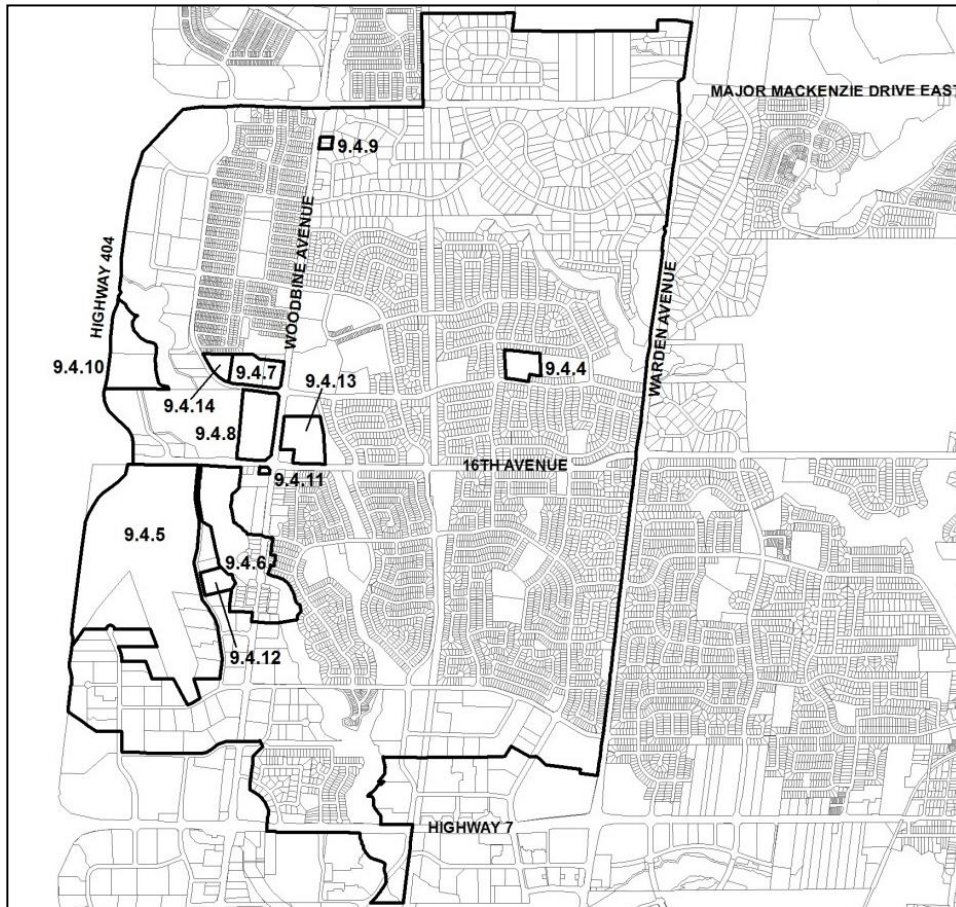 MAJOR MACKENZIE DRIVE EAST
9.4.9
WOODBINE AVENUE
HIGHWAY 404
WARDEN AVENUE
9.4.10
9.4.7
9.4.13
9.4.4
9.4.14
9.4.8
16TH AVENUE
9.4.11
9.4.5
9.4.6
9.4.12
HIGHWAY 7